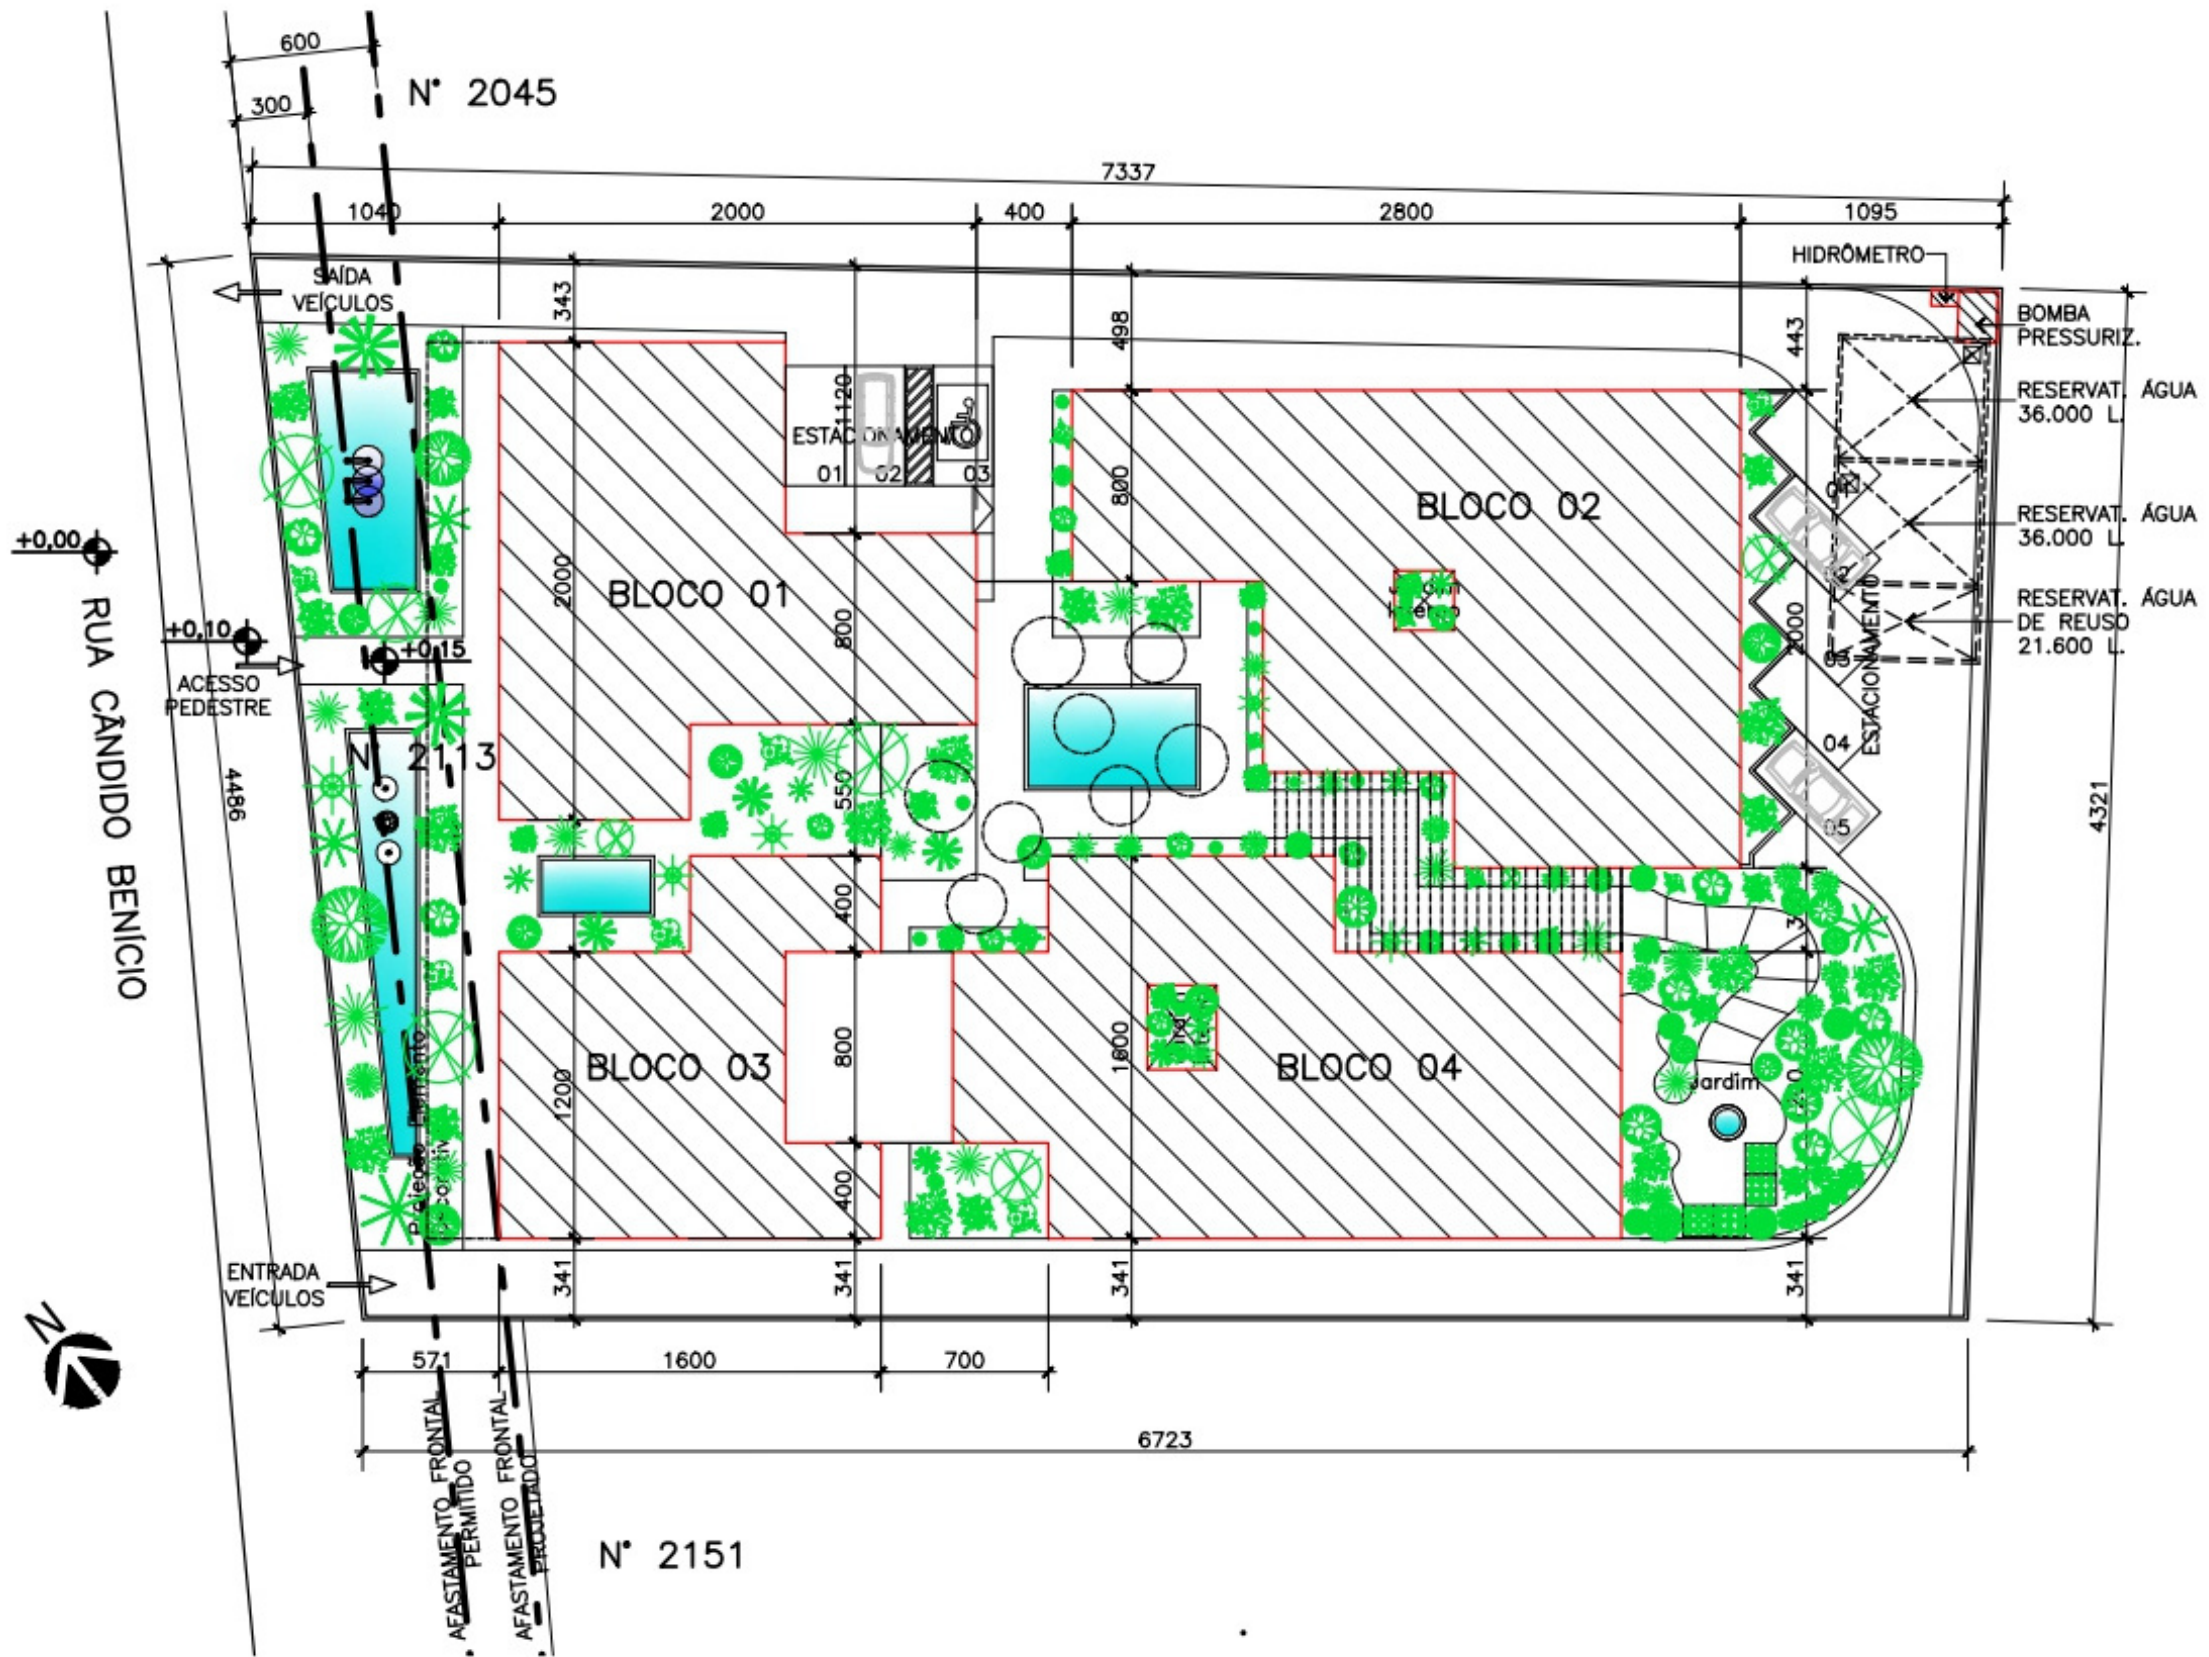 600
N° 2045
300
7337
1040
2000
400
2800
1095
HIDRÔMETRO
SAÍDA
VEÍCULOS
343
498
443
BOMBA
PRESSURIZ.
RESERVAT. ÁGUA
36.000 L.
1120
ESTACIONAMENTO
01
02
03
800
BLOCO 02
01
RESERVAT. ÁGUA
36.000 L.
+0,00
2000
BLOCO 01
800
02
2000
ESTACIONAMENTO
RESERVAT. ÁGUA
DE REUSO
21.600 L.
+0,10
+0,15
03
ACESSO
PEDESTRE
RUA CÂNDIDO BENÍCIO
N° 2113
4486
550
04
05
4321
400
BLOCO 03
1200
800
1600
BLOCO 04
Jardim
400
ENTRADA
VEÍCULOS
341
341
341
341
N
571
1600
700
6723
AFASTAMENTO FRONTAL
PERMITIDO
AFASTAMENTO FRONTAL
PROJETADO
N° 2151